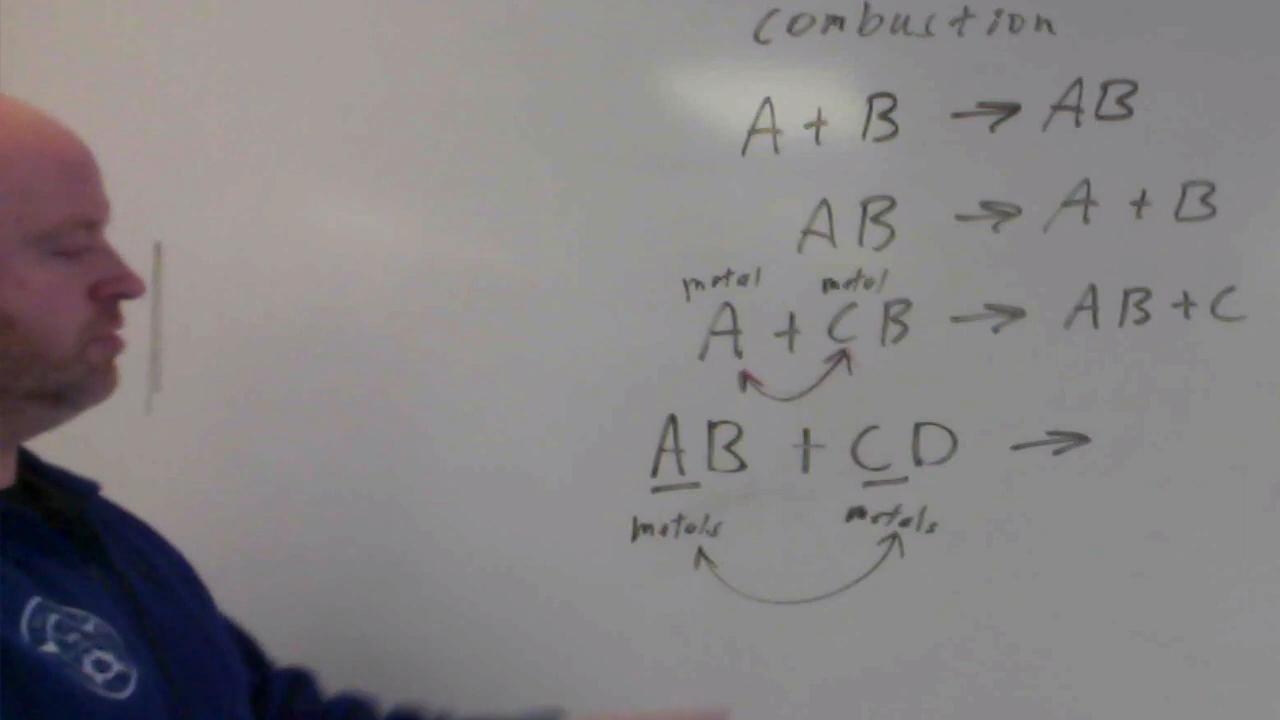 combustion
A + B → AB
AB → A + B
metal metal
A + CB → AB + C
AB + CD →
metals metals